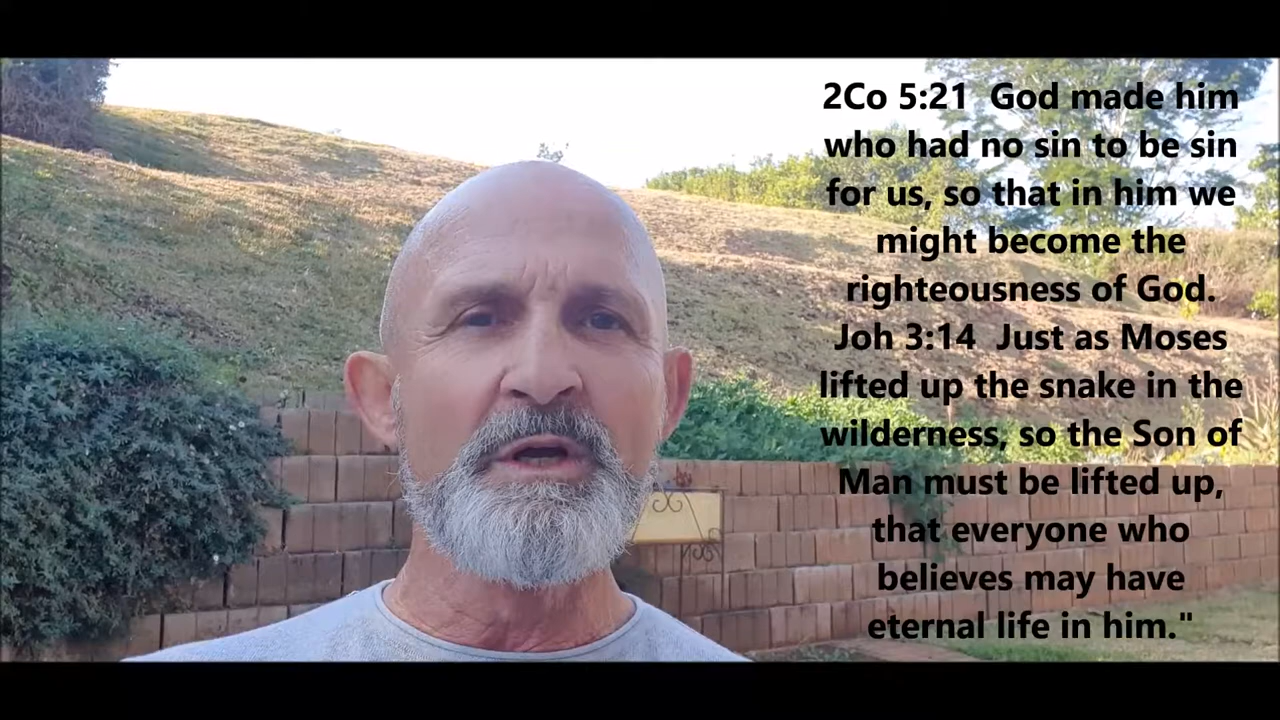 2Co 5:21  God made him
who had no sin to be sin
for us, so that in him we
might become the
righteousness of God.
Joh 3:14  Just as Moses
lifted up the snake in the
wilderness, so the Son of
Man must be lifted up,
that everyone who
believes may have
eternal life in him."